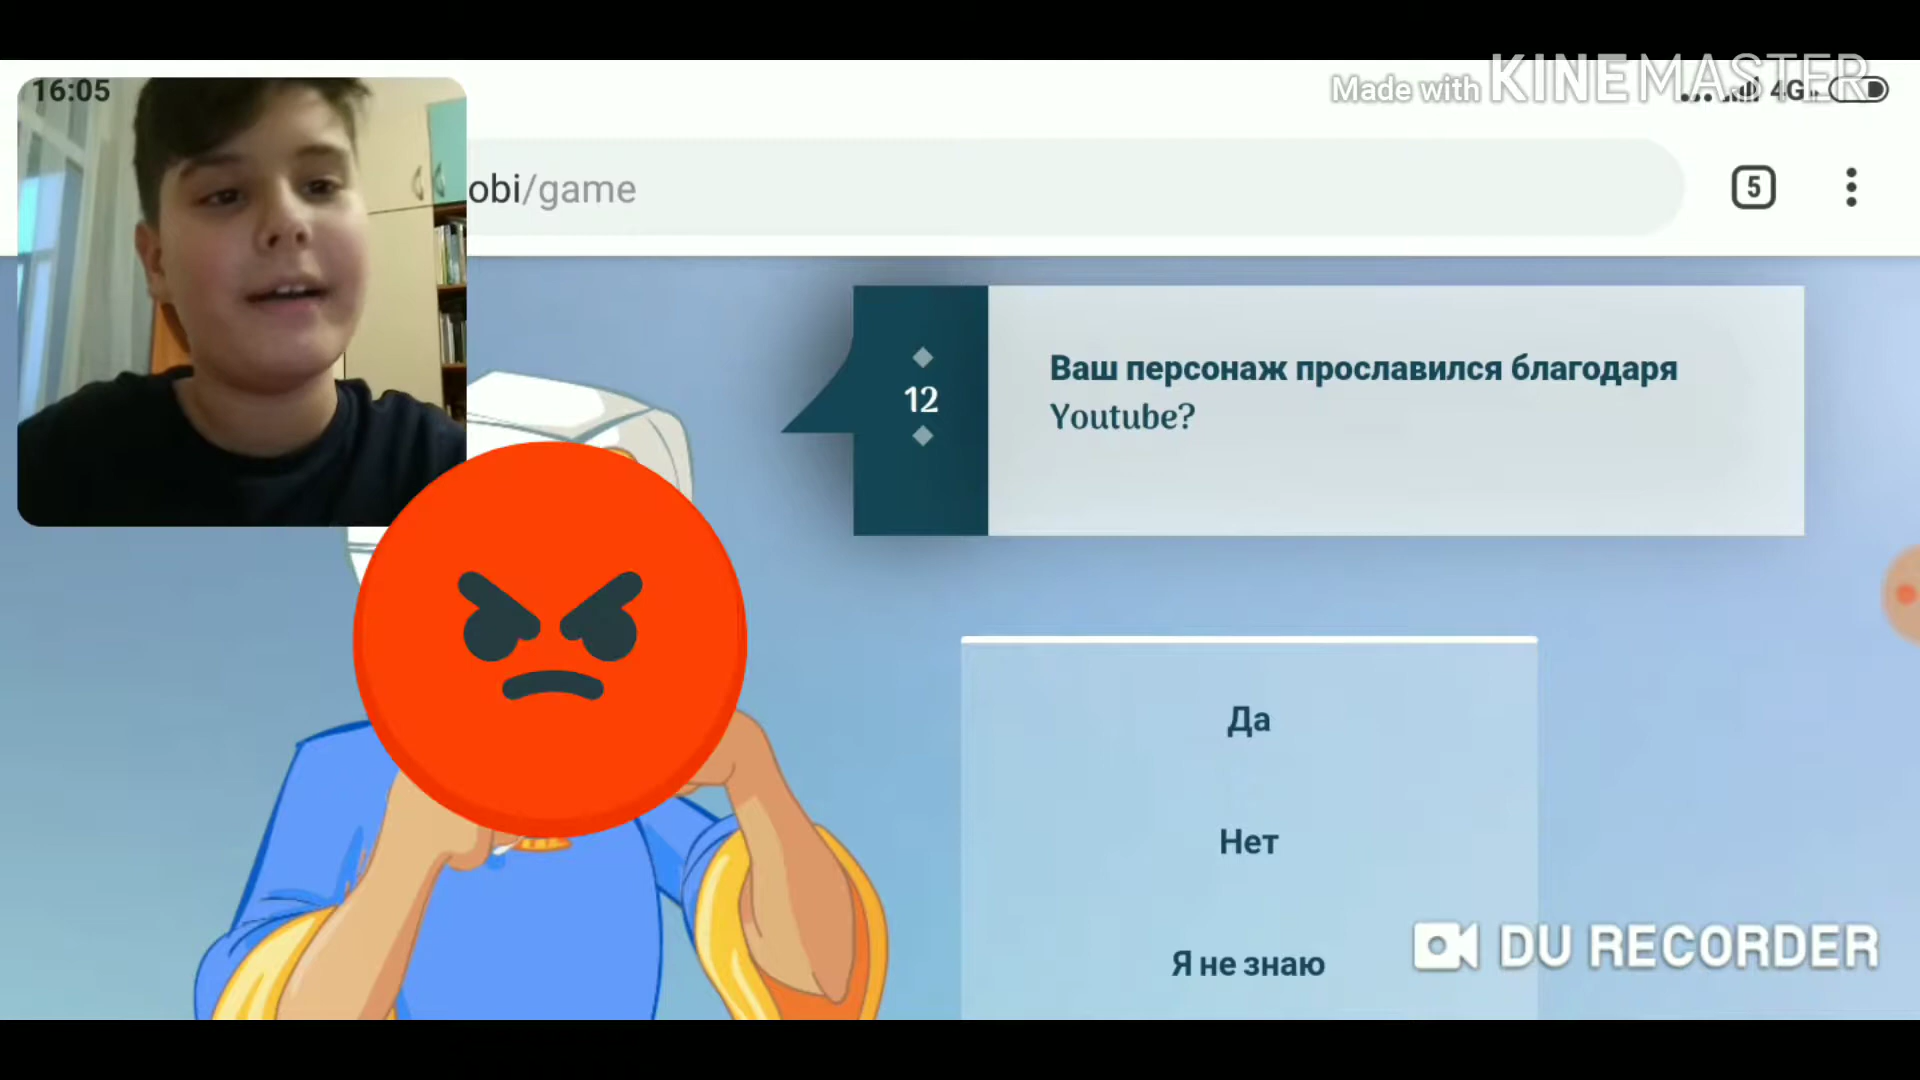 16:05
Made with KINEMASTER
4G
obi/game
5
12
Ваш персонаж прославился благодаря
Youtube?
Да
Нет
Я не знаю
DU RECORDER